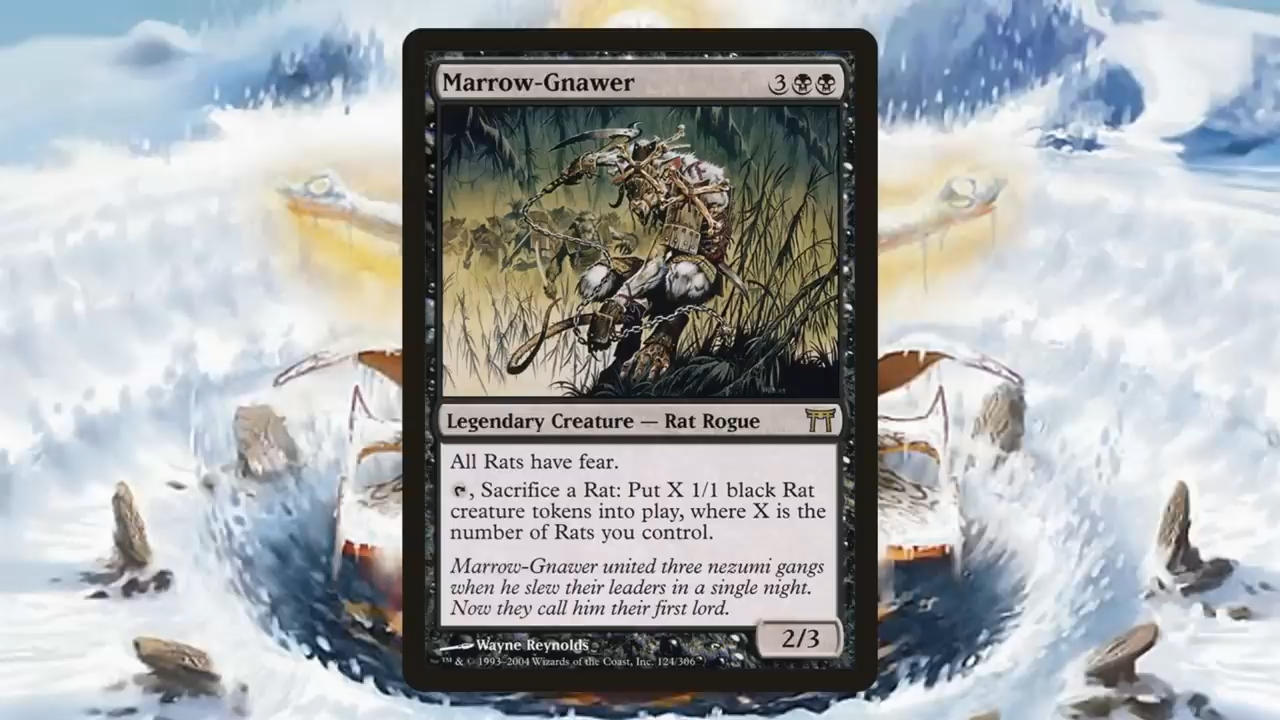 Marrow-Gnawer 3
Legendary Creature — Rat Rogue
All Rats have fear.
, Sacrifice a Rat: Put X 1/1 black Rat
creature tokens into play, where X is the
number of Rats you control.
Marrow-Gnawer united three nezumi gangs
when he slew their leaders in a single night.
Now they call him their first lord.
2/3
Wayne Reynolds
™ & © 1993–2004 Wizards of the Coast, Inc. 124/306